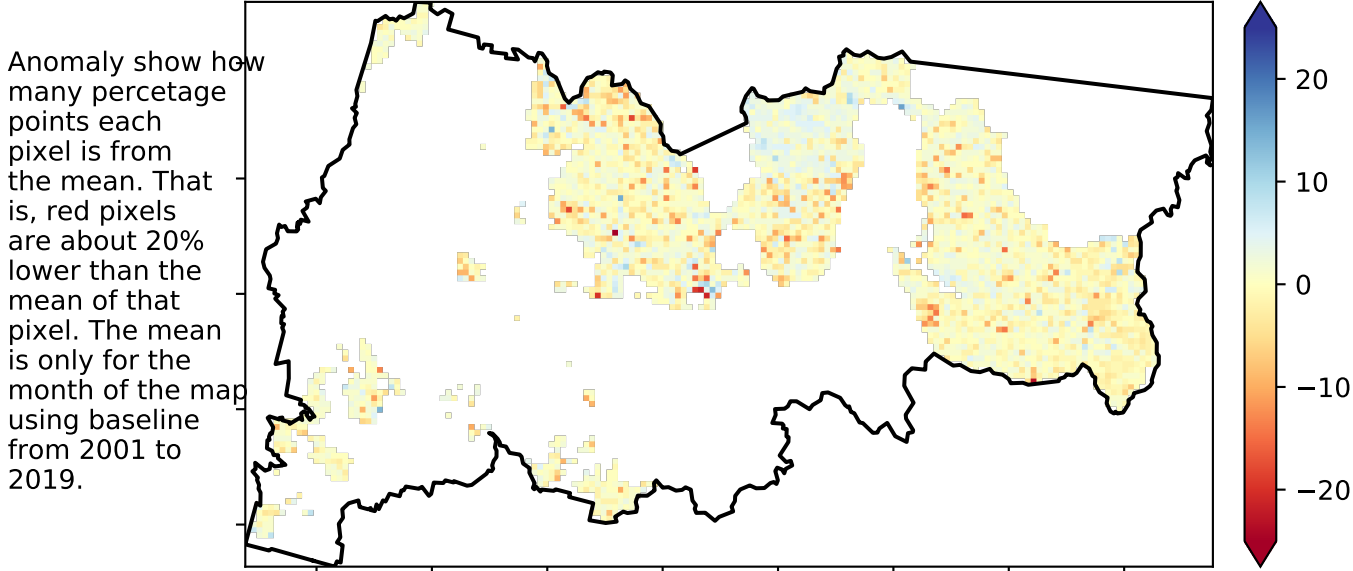 Anomaly show how
many percetage
points each
pixel is from
the mean. That
is, red pixels
are about 20%
lower than the
mean of that
pixel. The mean
is only for the
month of the map
using baseline
from 2001 to
2019.
20
10
0
−10
−20